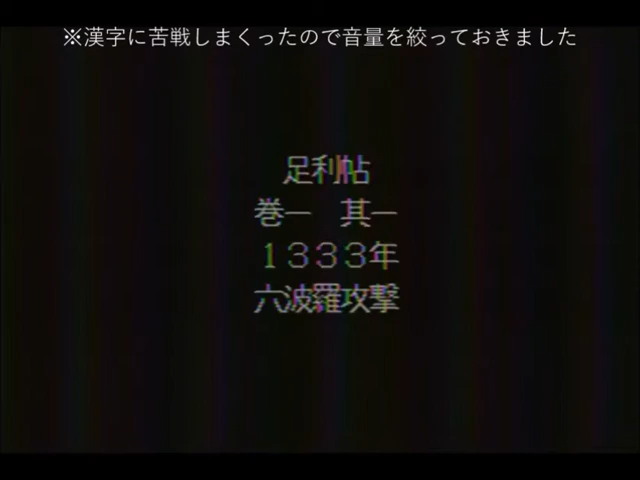 ※漢字に苦戦しまくったので音量を絞っておきました
足利帖
巻一　其一
１３３３年
六波羅攻撃